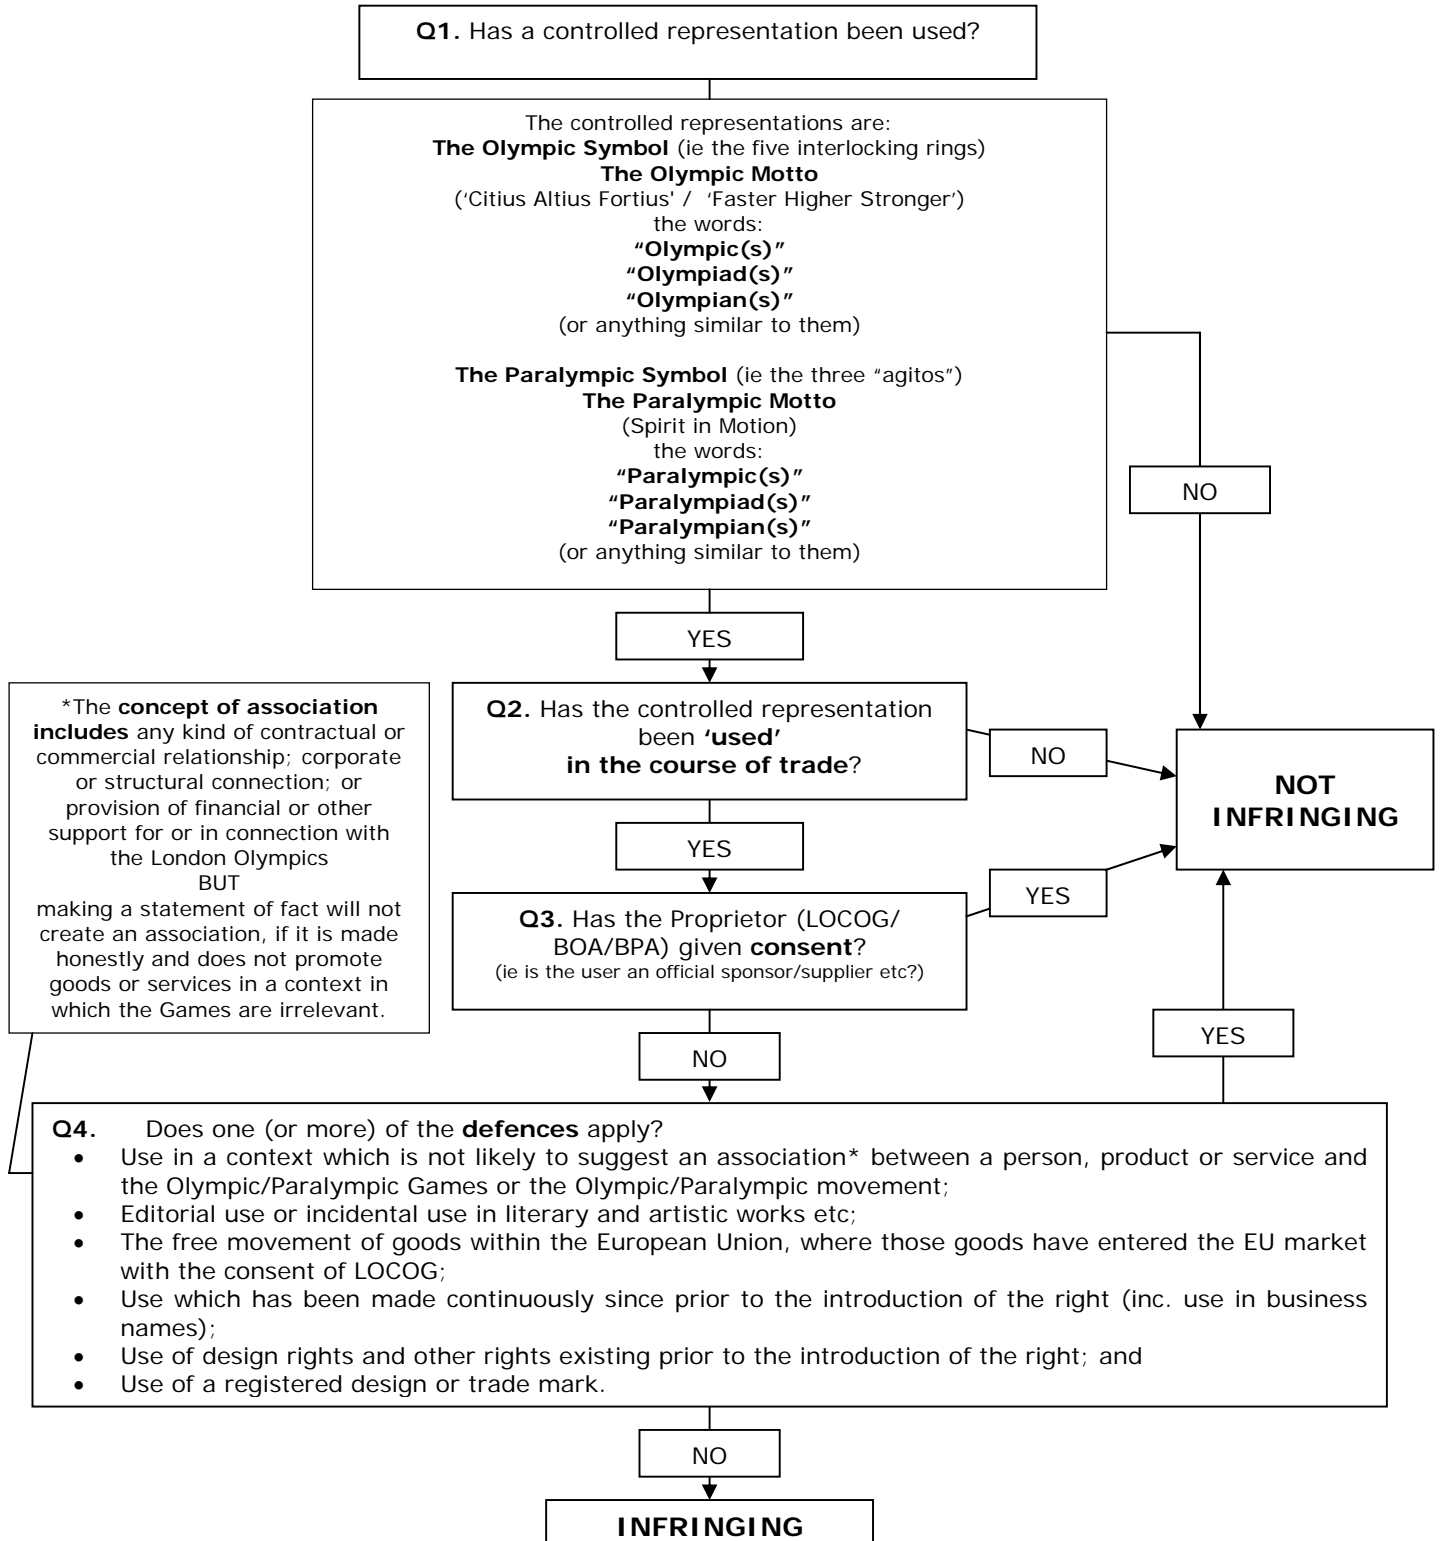 Q1. Has a controlled representation been used?
The controlled representations are:
The Olympic Symbol (ie the five interlocking rings)
The Olympic Motto
(‘Citius Altius Fortius' / ‘Faster Higher Stronger’)
the words:
“Olympic(s)”
“Olympiad(s)”
“Olympian(s)”
(or anything similar to them)
The Paralympic Symbol (ie the three “agitos”)
The Paralympic Motto
(Spirit in Motion)
the words:
“Paralympic(s)”
“Paralympiad(s)”
“Paralympian(s)”
(or anything similar to them)
NO
YES
*The concept of association
includes any kind of contractual or
commercial relationship; corporate
or structural connection; or
provision of financial or other
support for or in connection with
the London Olympics
BUT
making a statement of fact will not
create an association, if it is made
honestly and does not promote
goods or services in a context in
which the Games are irrelevant.
Q2. Has the controlled representation
been ‘used’
in the course of trade?
NO
NOT
INFRINGING
YES
YES
Q3. Has the Proprietor (LOCOG/
BOA/BPA) given consent?
(ie is the user an official sponsor/supplier etc?)
YES
NO
Q4. Does one (or more) of the defences apply?
• Use in a context which is not likely to suggest an association* between a person, product or service and
the Olympic/Paralympic Games or the Olympic/Paralympic movement;
• Editorial use or incidental use in literary and artistic works etc;
• The free movement of goods within the European Union, where those goods have entered the EU market
with the consent of LOCOG;
• Use which has been made continuously since prior to the introduction of the right (inc. use in business
names);
• Use of design rights and other rights existing prior to the introduction of the right; and
• Use of a registered design or trade mark.
NO
INFRINGING